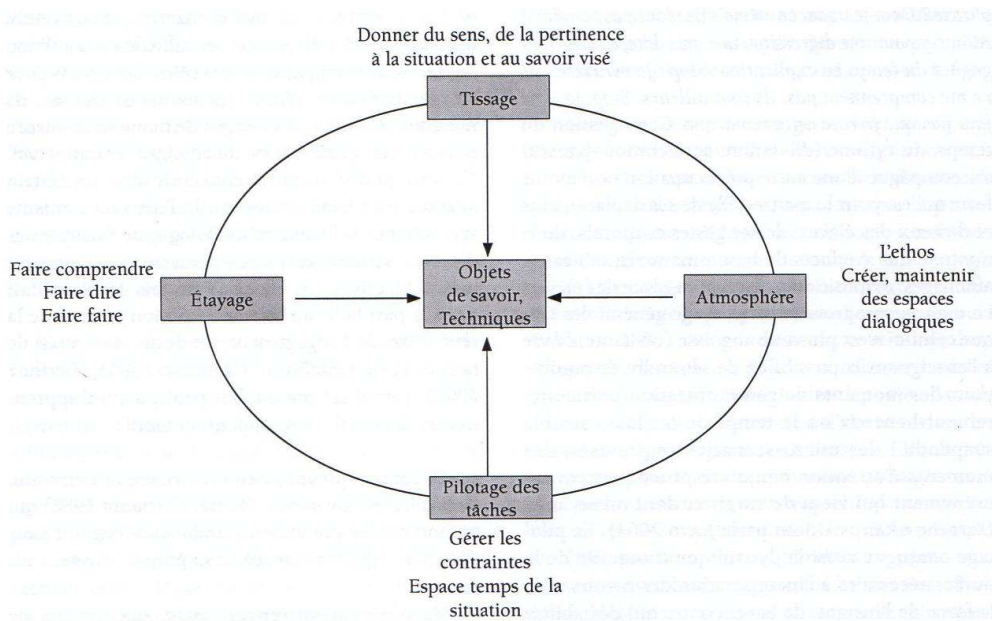 Donner du sens, de la pertinence
à la situation et au savoir visé
Tissage
Faire comprendre
Faire dire
Faire faire
Étayage
Objets
de savoir,
Techniques
Atmosphère
L'ethos
Créer, maintenir
des espaces
dialogiques
Pilotage des
tâches
Gérer les
contraintes
Espace temps de la
situation